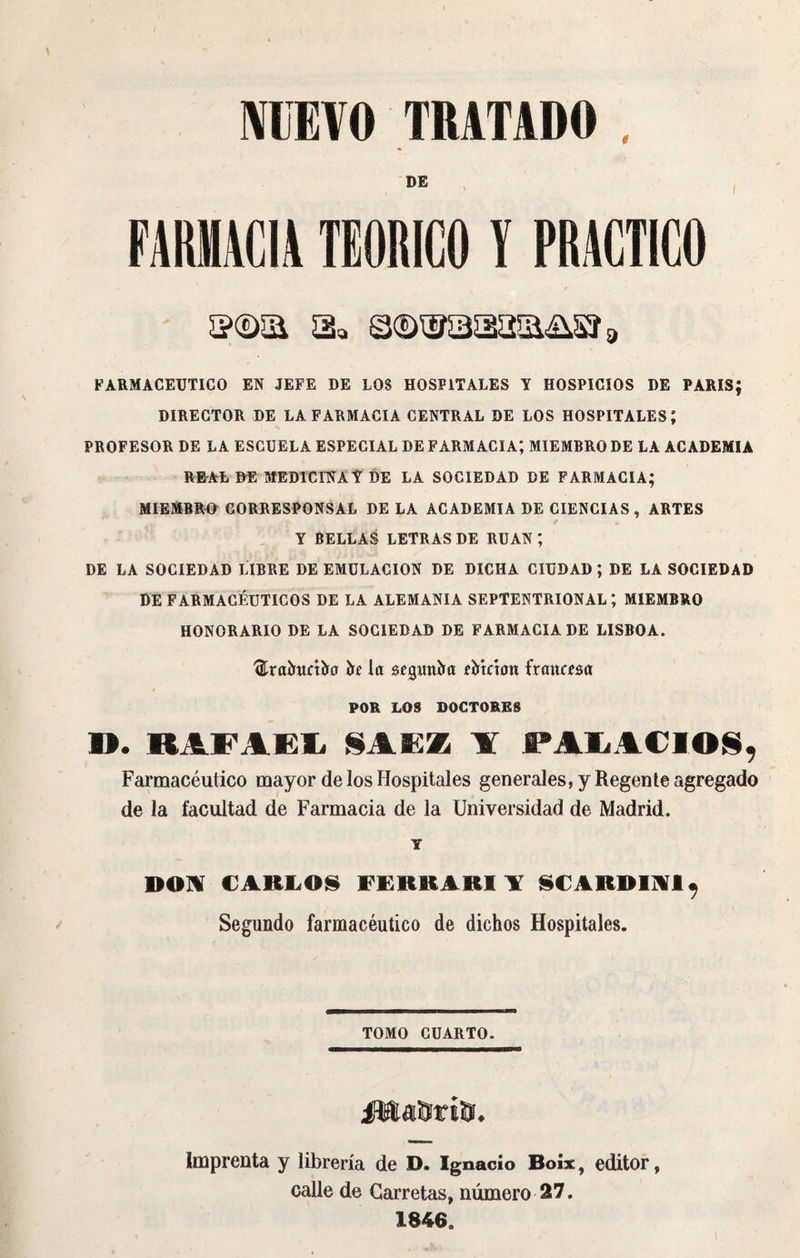 NUEVO TRATADO
DE
FARMACIA TEORICO Y PRACTICO
POR E. SOUBEIRAN,
FARMACEUTICO EN JEFE DE LOS HOSPITALES Y HOSPICIOS DE PARIS;
DIRECTOR DE LA FARMACIA CENTRAL DE LOS HOSPITALES;
PROFESOR DE LA ESCUELA ESPECIAL DE FARMACIA; MIEMBRO DE LA ACADEMIA
REAL DE MEDICINA Y DE LA SOCIEDAD DE FARMACIA;
MIEMBRO CORRESPONSAL DE LA ACADEMIA DE CIENCIAS, ARTES
Y BELLAS LETRAS DE RUAN;
DE LA SOCIEDAD LIBRE DE EMULACION DE DICHA CIUDAD; DE LA SOCIEDAD
DE FARMACÉUTICOS DE LA ALEMANIA SEPTENTRIONAL; MIEMBRO
HONORARIO DE LA SOCIEDAD DE FARMACIA DE LISBOA.
Traducido de la segunda edicion francesa
POR LOS DOCTORES
D. RAFAEL SAEZ Y PALACIOS,
Farmacéutico mayor de los Hospitales generales, y Regente agregado
de la facultad de Farmacia de la Universidad de Madrid.
Y
DON CARLOS FERRARI Y SCARDINI,
Segundo farmacéutico de dichos Hospitales.
TOMO CUARTO.
Madrid.
Imprenta y librería de D. Ignacio Boix, editor,
calle de Carretas, número 27.
1846.